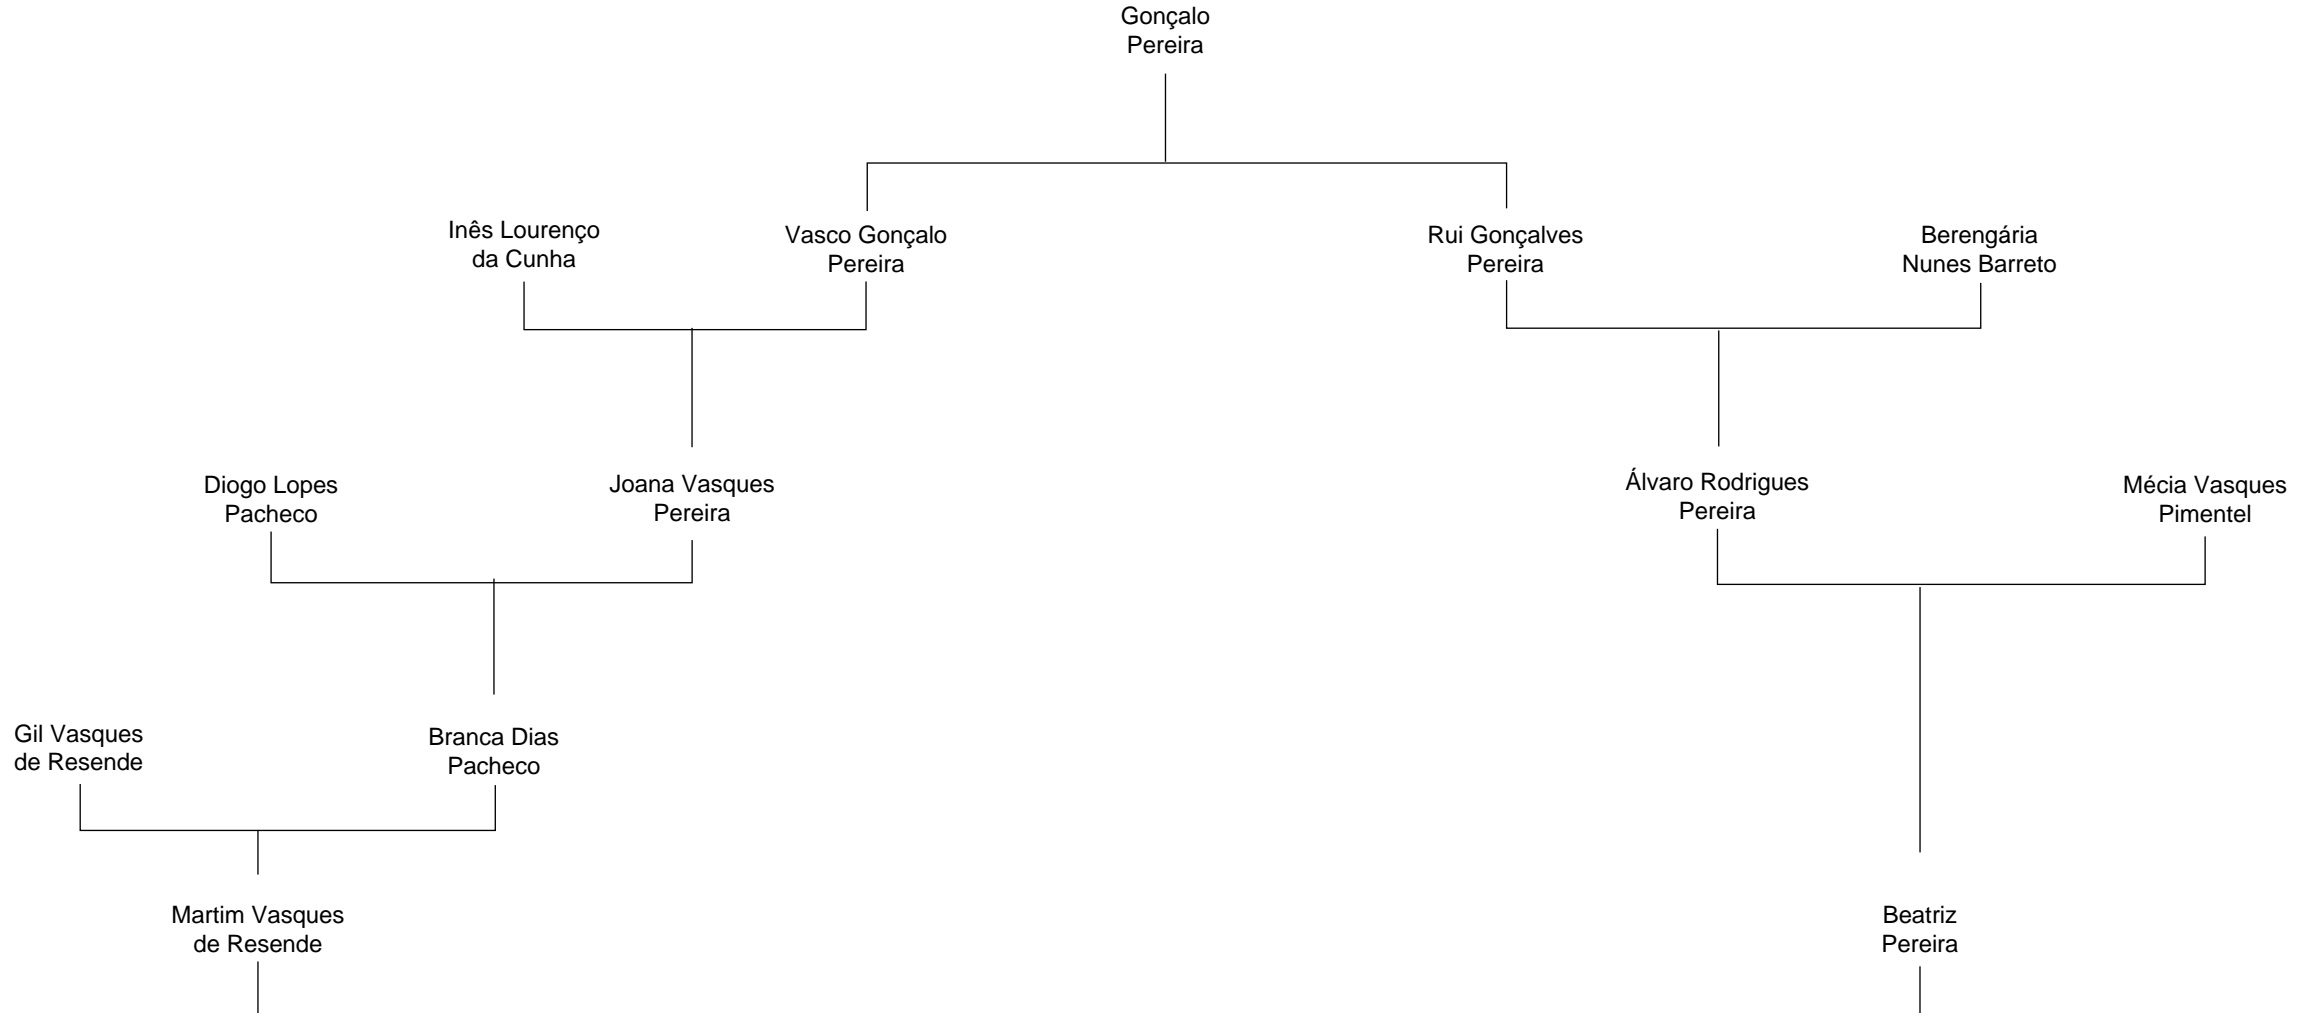 Gonçalo
Pereira
Inês Lourenço
da Cunha
Vasco Gonçalo
Pereira
Rui Gonçalves
Pereira
Berengária
Nunes Barreto
Diogo Lopes
Pacheco
Joana Vasques
Pereira
Álvaro Rodrigues
Pereira
Mécia Vasques
Pimentel
Gil Vasques
de Resende
Branca Dias
Pacheco
Martim Vasques
de Resende
Beatriz
Pereira